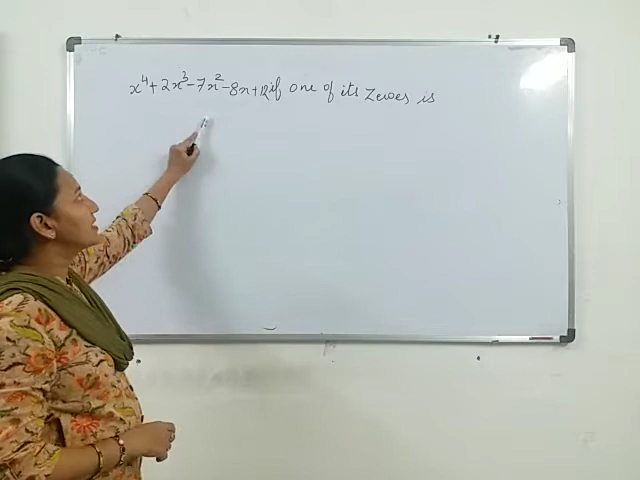 x⁴+2x³-7x²-8x+12 if one of its zeroes is